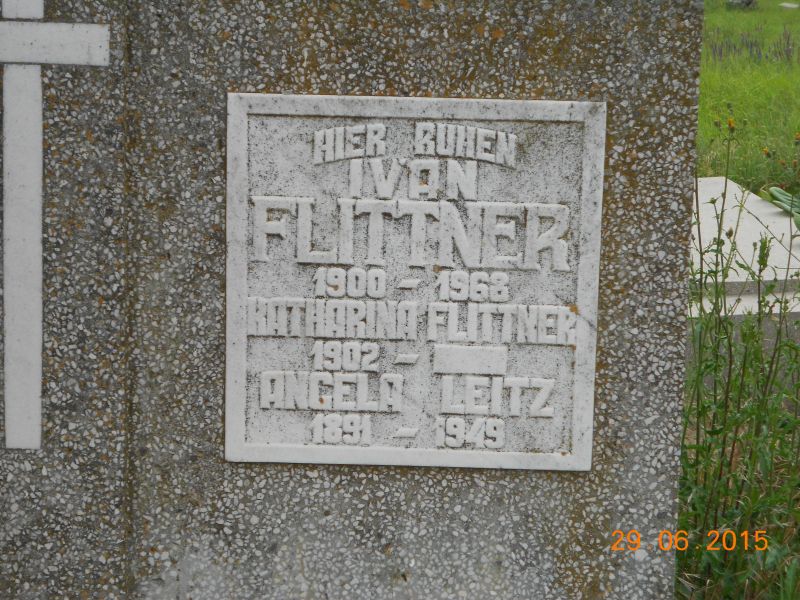 HIER RUHEN
IVAN
FLITTNER
1900 - 1968
KATHARINA FLITTNER
1902 -
ANGELA LEITZ
1891 - 1949
29 06 2015